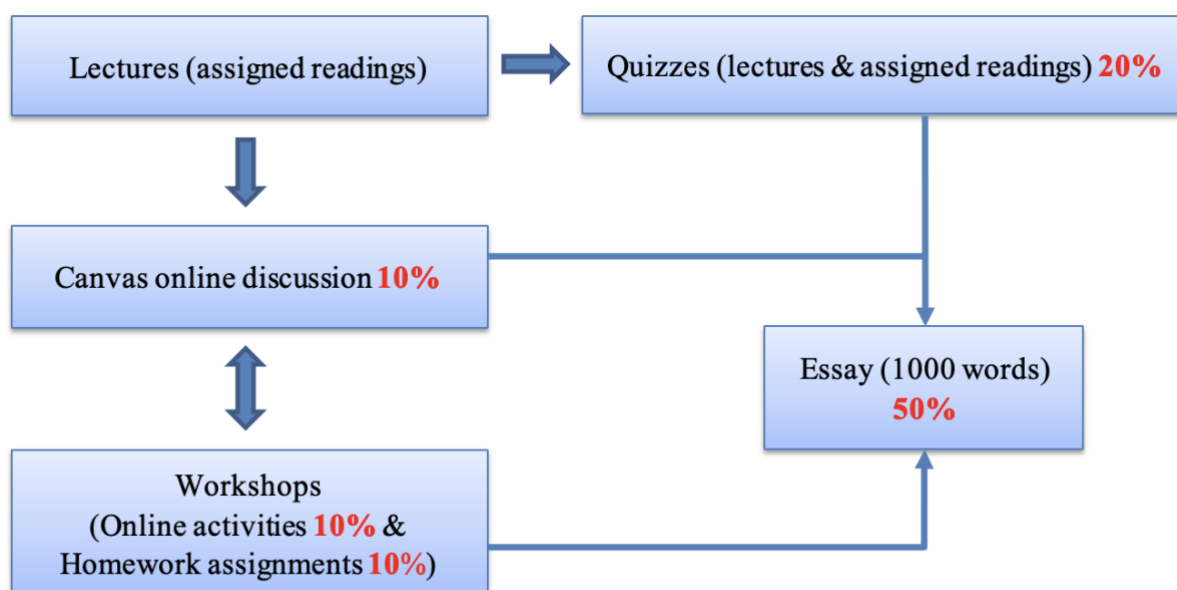 Lectures (assigned readings)
Quizzes (lectures & assigned readings) 20%
Canvas online discussion 10%
Essay (1000 words)
50%
Workshops
(Online activities 10% &
Homework assignments 10%)